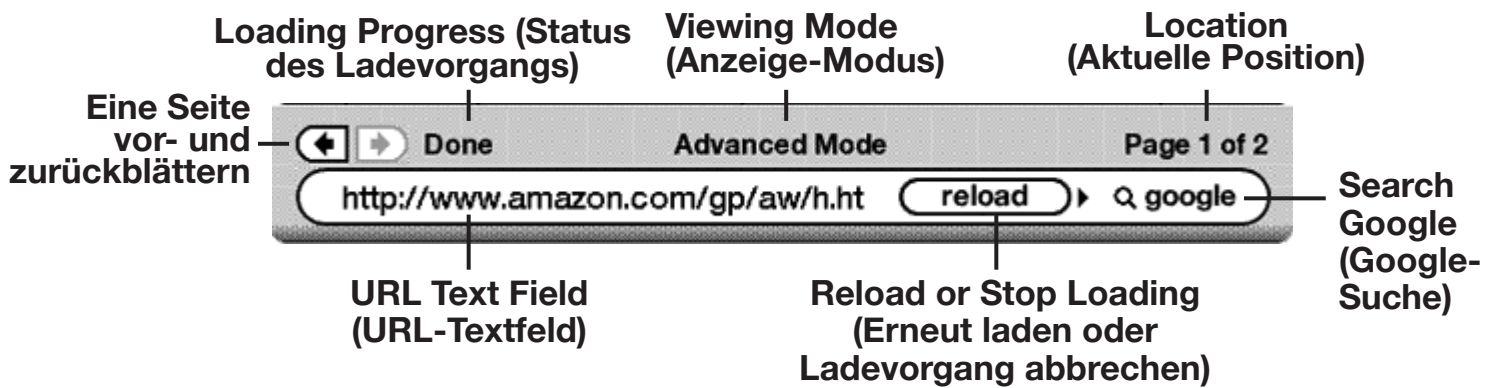 Loading Progress (Status
des Ladevorgangs)
Viewing Mode
(Anzeige-Modus)
Location
(Aktuelle Position)
Eine Seite
vor- und
zurückblättern
Done
Advanced Mode
Page 1 of 2
http://www.amazon.com/gp/aw/h.ht
reload
google
Search
Google
(Google-
Suche)
URL Text Field
(URL-Textfeld)
Reload or Stop Loading
(Erneut laden oder
Ladevorgang abbrechen)